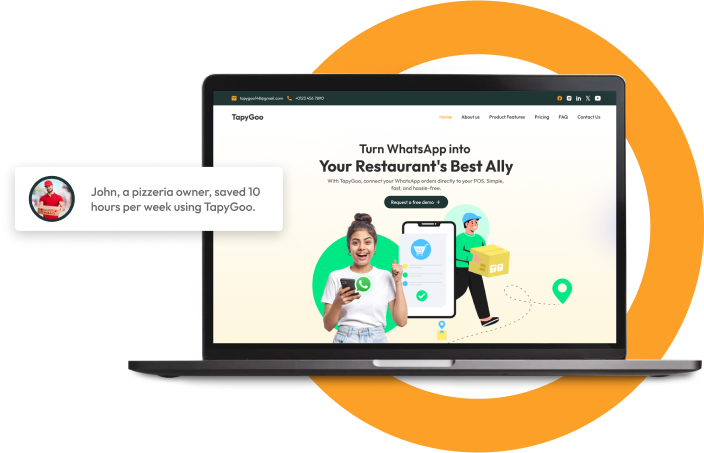 tapygoo14@gmail.com +0123 456 7890
TapyGoo
Home About us Product Features Pricing FAQ Contact Us
Turn WhatsApp into
Your Restaurant's Best Ally
With TapyGoo, connect your WhatsApp orders directly to your POS. Simple,
fast, and hassle-free.
Request a free demo
John, a pizzeria owner, saved 10
hours per week using TapyGoo.